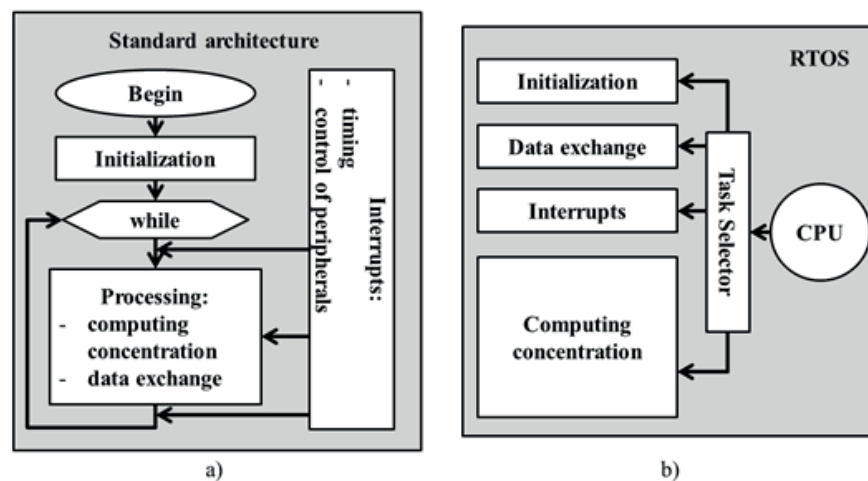 Standard architecture
Begin
Initialization
while
Processing:
- computing
concentration
- data exchange
Interrupts:
- timing
- control of peripherals
a)
RTOS
Initialization
Data exchange
Interrupts
Computing
concentration
Task Selector
CPU
b)